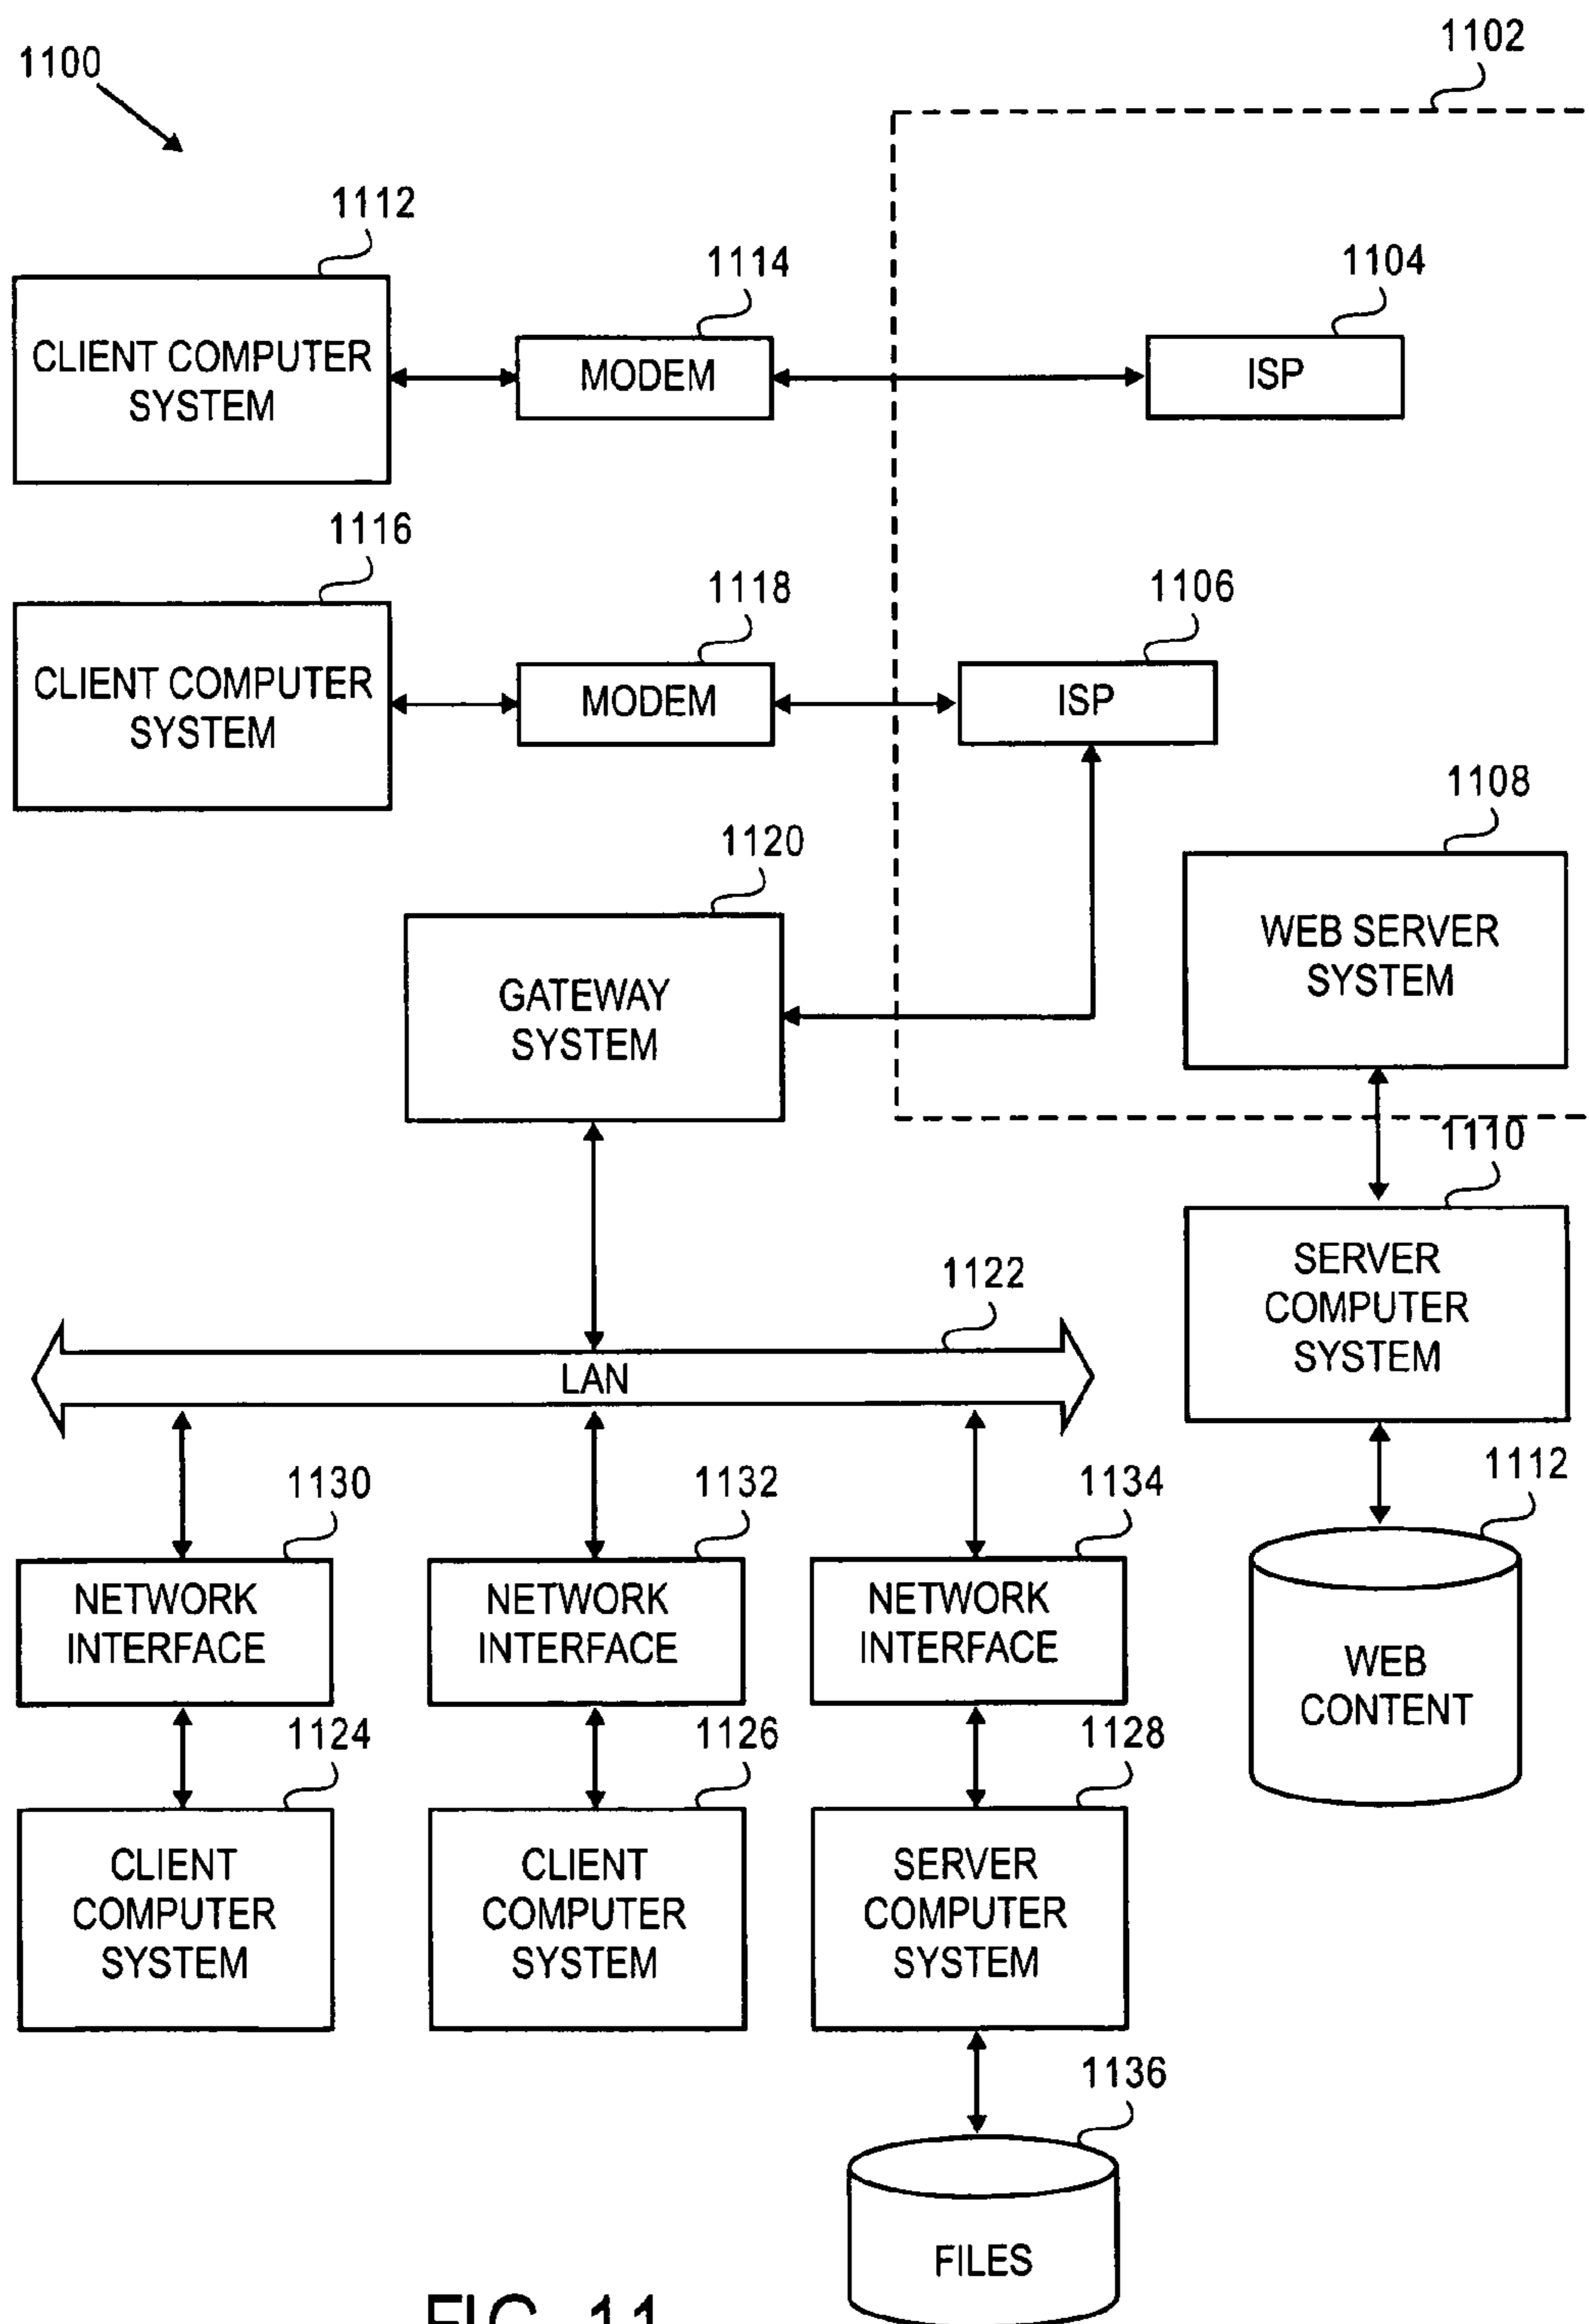 1100
1102
1112
CLIENT COMPUTER
SYSTEM
1114
MODEM
1104
ISP
1116
CLIENT COMPUTER
SYSTEM
1118
MODEM
1106
ISP
1108
WEB SERVER
SYSTEM
1120
GATEWAY
SYSTEM
1110
SERVER
COMPUTER
SYSTEM
1122
LAN
1112
WEB
CONTENT
1130
NETWORK
INTERFACE
1132
NETWORK
INTERFACE
1134
NETWORK
INTERFACE
1124
CLIENT
COMPUTER
SYSTEM
1126
CLIENT
COMPUTER
SYSTEM
1128
SERVER
COMPUTER
SYSTEM
1136
FILES
FIG. 11